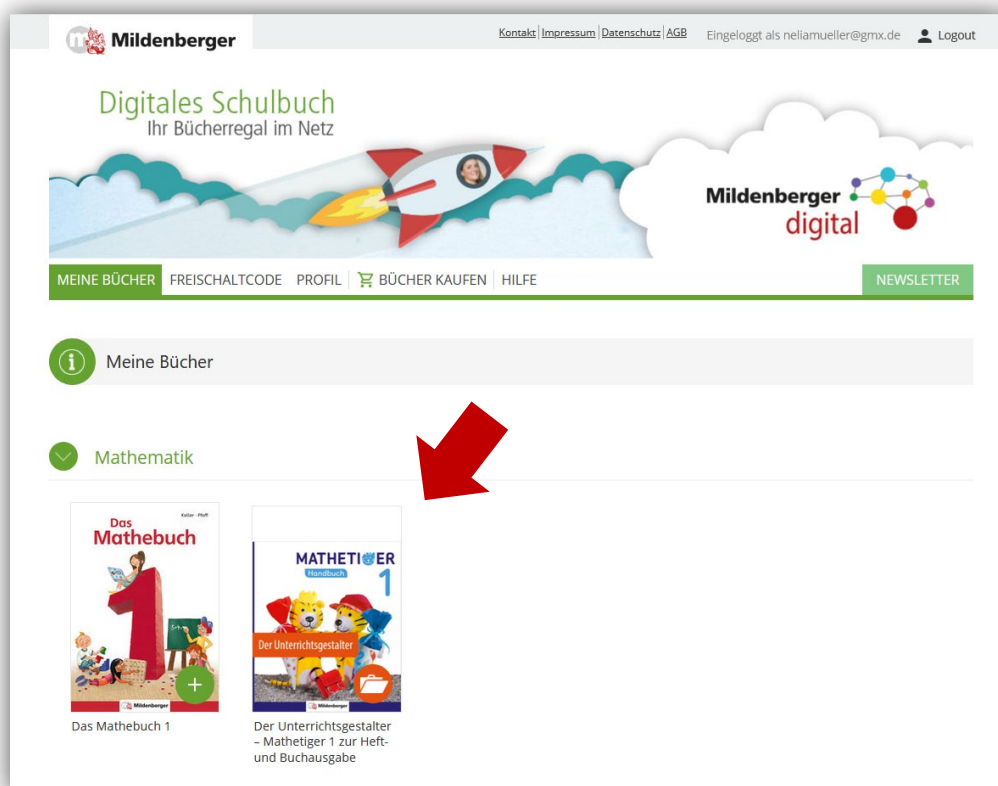 m Mildenberger
Kontakt | Impressum | Datenschutz | AGB
Eingeloggt als neliamueller@gmx.de
Logout
Digitales Schulbuch
Ihr Bücherregal im Netz
Mildenberger
digital
MEINE BÜCHER
FREISCHALTCODE
PROFIL
BÜCHER KAUFEN
HILFE
NEWSLETTER
i
Meine Bücher
Mathematik
Keller · Pfaff
Das
Mathebuch
1
+
Mildenberger
Das Mathebuch 1
MATHETIGER
Handbuch
1
Der Unterrichtsgestalter
Mildenberger
Der Unterrichtsgestalter
– Mathetiger 1 zur Heft-
und Buchausgabe